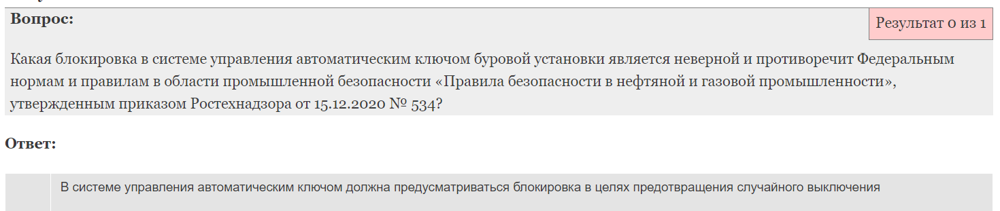 Вопрос:
Результат 0 из 1
Какая блокировка в системе управления автоматическим ключом буровой установки является неверной и противоречит Федеральным
нормам и правилам в области промышленной безопасности «Правила безопасности в нефтяной и газовой промышленности»,
утвержденным приказом Ростехнадзора от 15.12.2020 № 534?
Ответ:
В системе управления автоматическим ключом должна предусматриваться блокировка в целях предотвращения случайного выключения